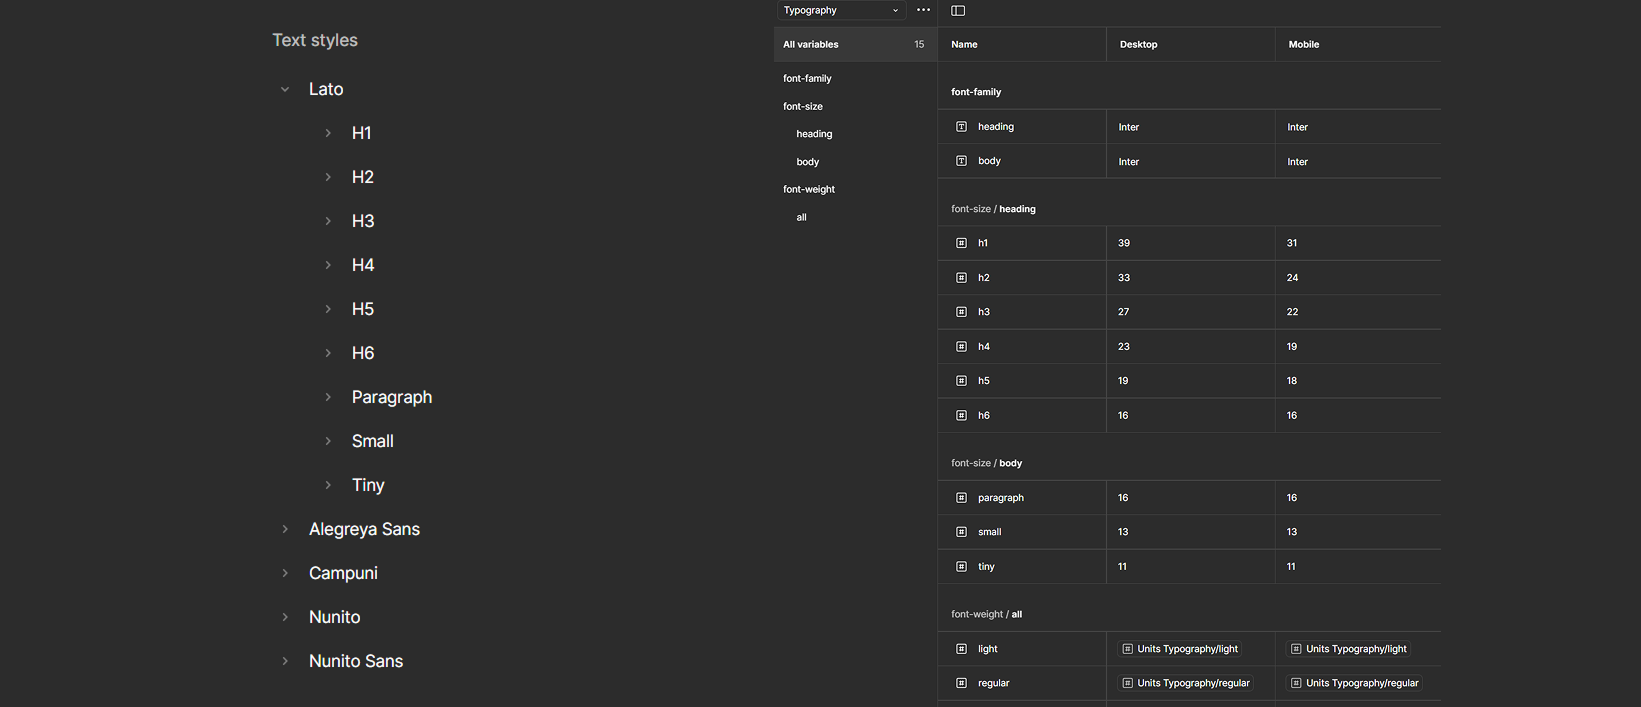 Text styles
Lato
H1
H2
H3
H4
H5
H6
Paragraph
Small
Tiny
Alegreya Sans
Campuni
Nunito
Nunito Sans
Typography
All variables 15
font-family
font-size
heading
body
font-weight
all
Name Desktop Mobile
font-family
heading Inter Inter
body Inter Inter
font-size / heading
h1 39 31
h2 33 24
h3 27 22
h4 23 19
h5 19 18
h6 16 16
font-size / body
paragraph 16 16
small 13 13
tiny 11 11
font-weight / all
light Units Typography/light Units Typography/light
regular Units Typography/regular Units Typography/regular